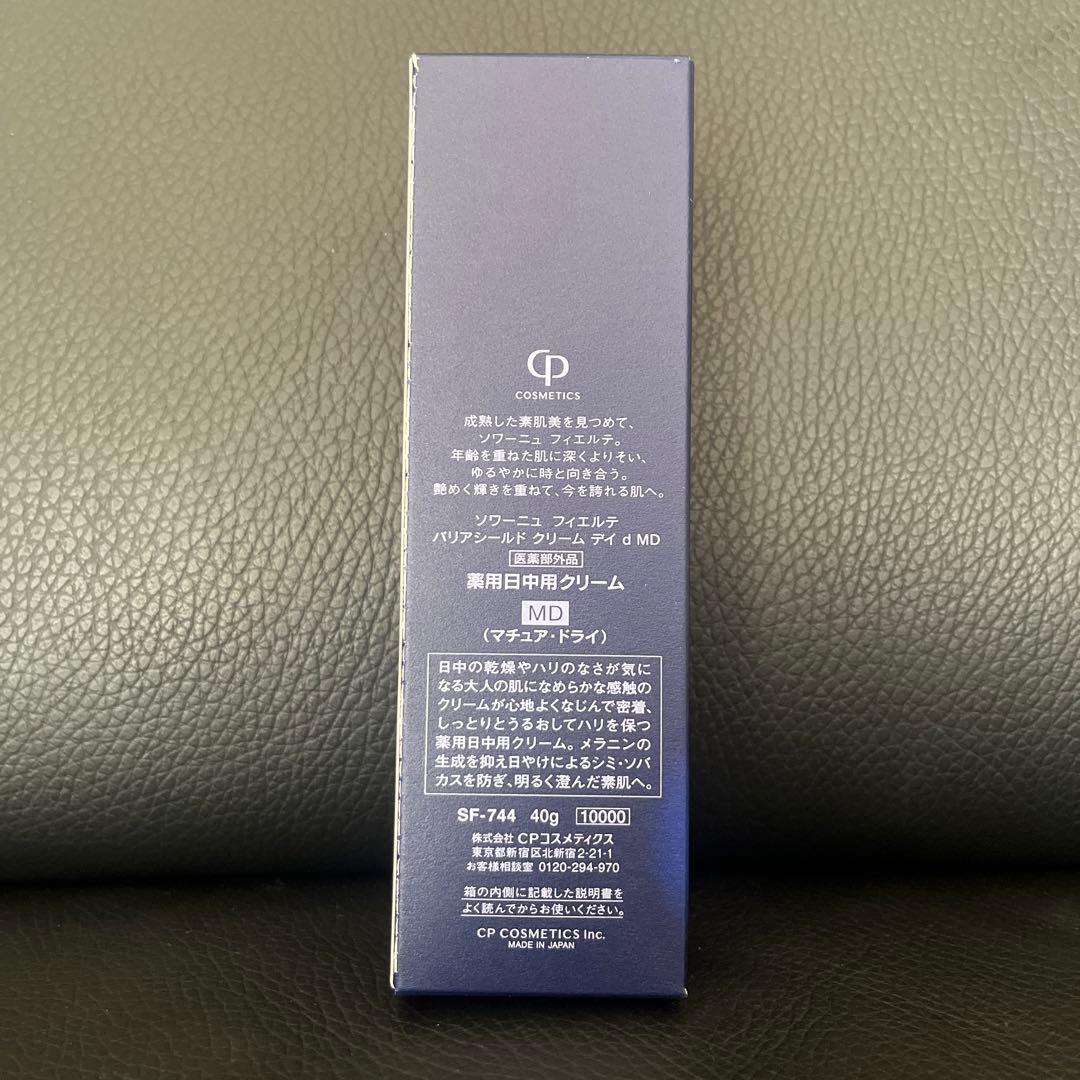 CP
COSMETICS
成熟した素肌美を見つめて、
ソワーニュ フィエルテ。
年齢を重ねた肌に深くよりそい、
ゆるやかに時と向き合う。
艶めく輝きを重ねて、今を誇れる肌へ。
ソワーニュ フィエルテ
バリアシールド クリーム デイ d MD
医薬部外品
薬用日中用クリーム
MD
(マチュア・ドライ)
日中の乾燥やハリのなさが気に
なる大人の肌になめらかな感触の
クリームが心地よくなじんで密着、
しっとりとうるおしてハリを保つ
薬用日中用クリーム。メラニンの
生成を抑え日やけによるシミ・ソバ
カスを防ぎ、明るく澄んだ素肌へ。
SF-744 40g 10000
株式会社 CPコスメティクス
東京都新宿区北新宿2-21-1
お客様相談室 0120-294-970
箱の内側に記載した説明書を
よく読んでからお使いください。
CP COSMETICS Inc.
MADE IN JAPAN